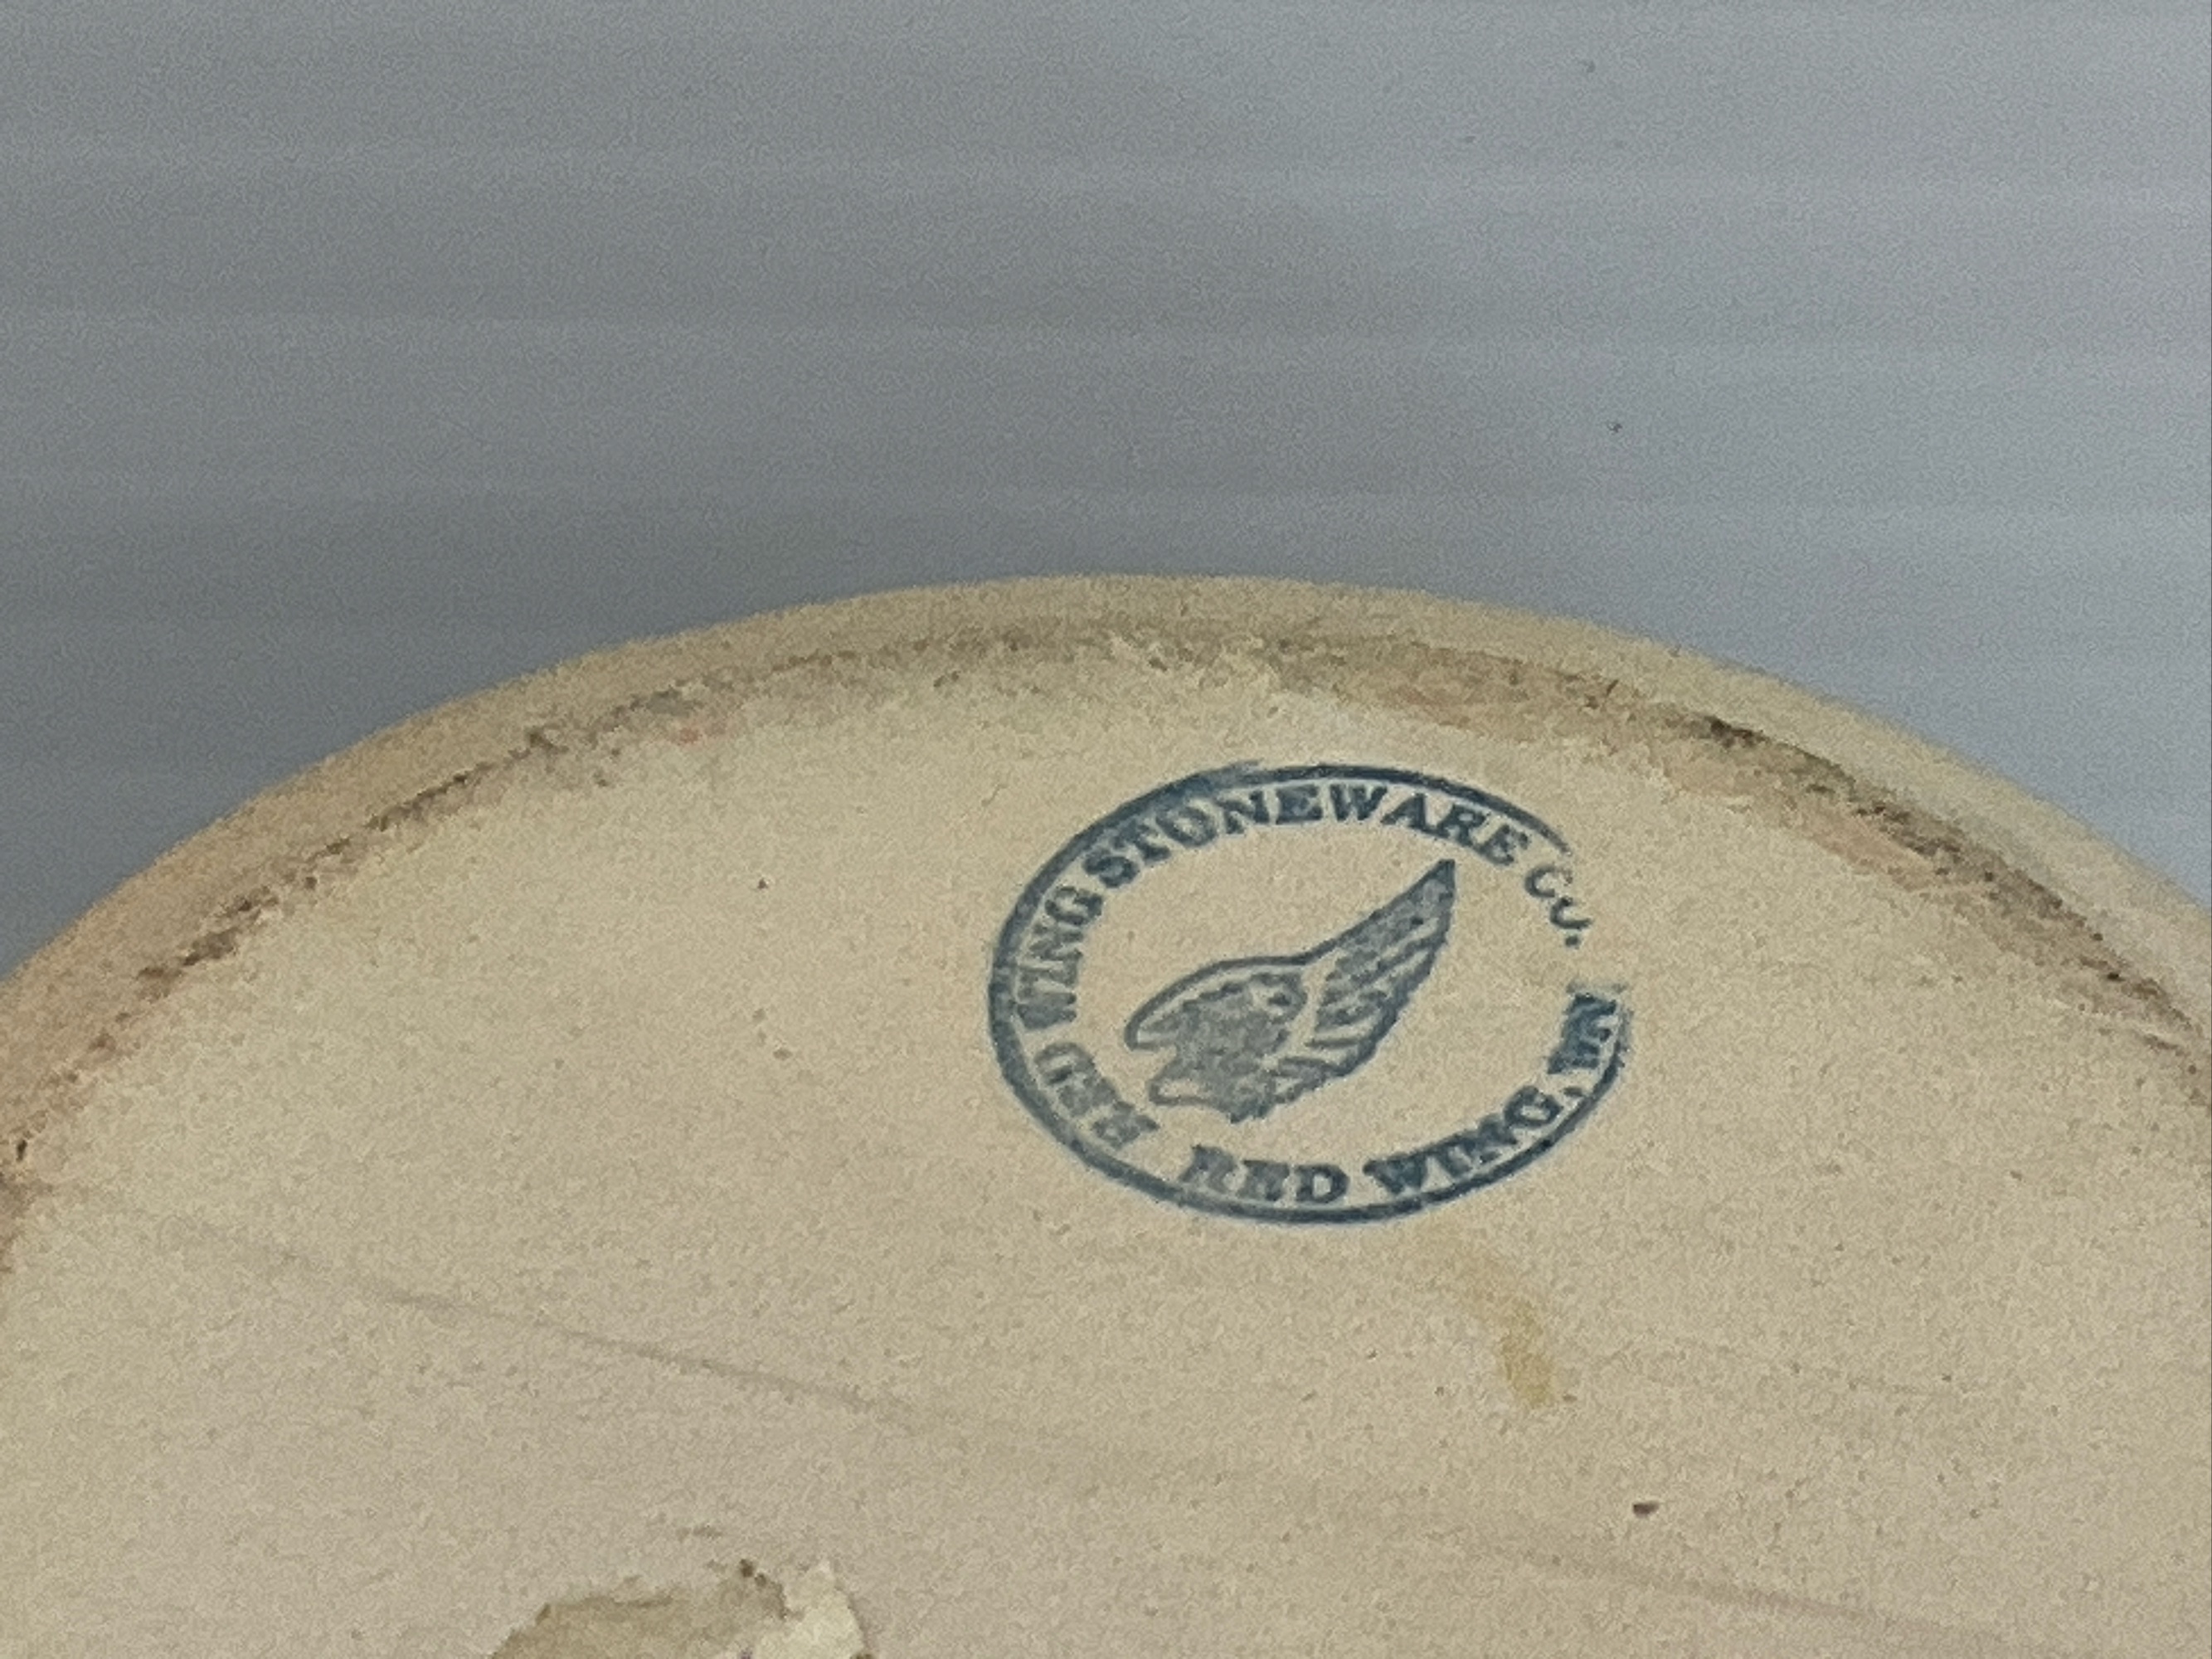 RED WING STONEWARE CO.
RED WING, MN